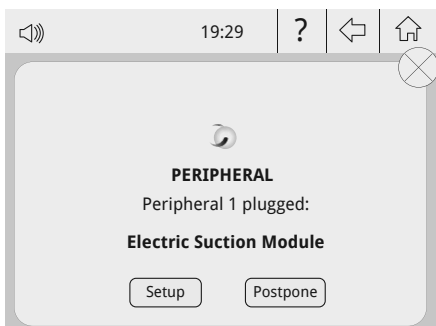 19:29 ?
PERIPHERAL
Peripheral 1 plugged:
Electric Suction Module
Setup Postpone